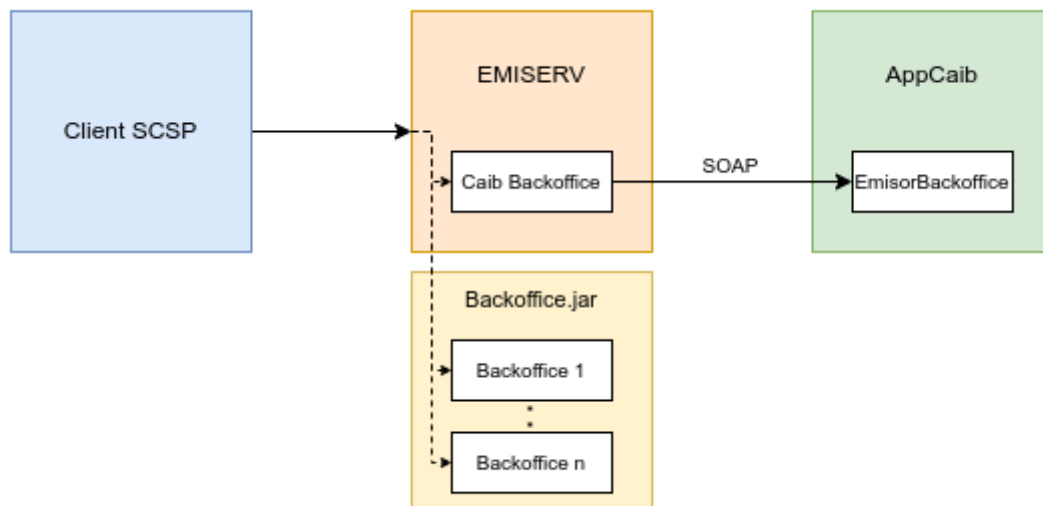 Client SCSP
EMISERV
Caib Backoffice
SOAP
AppCaib
EmisorBackoffice
Backoffice.jar
Backoffice 1
Backoffice n